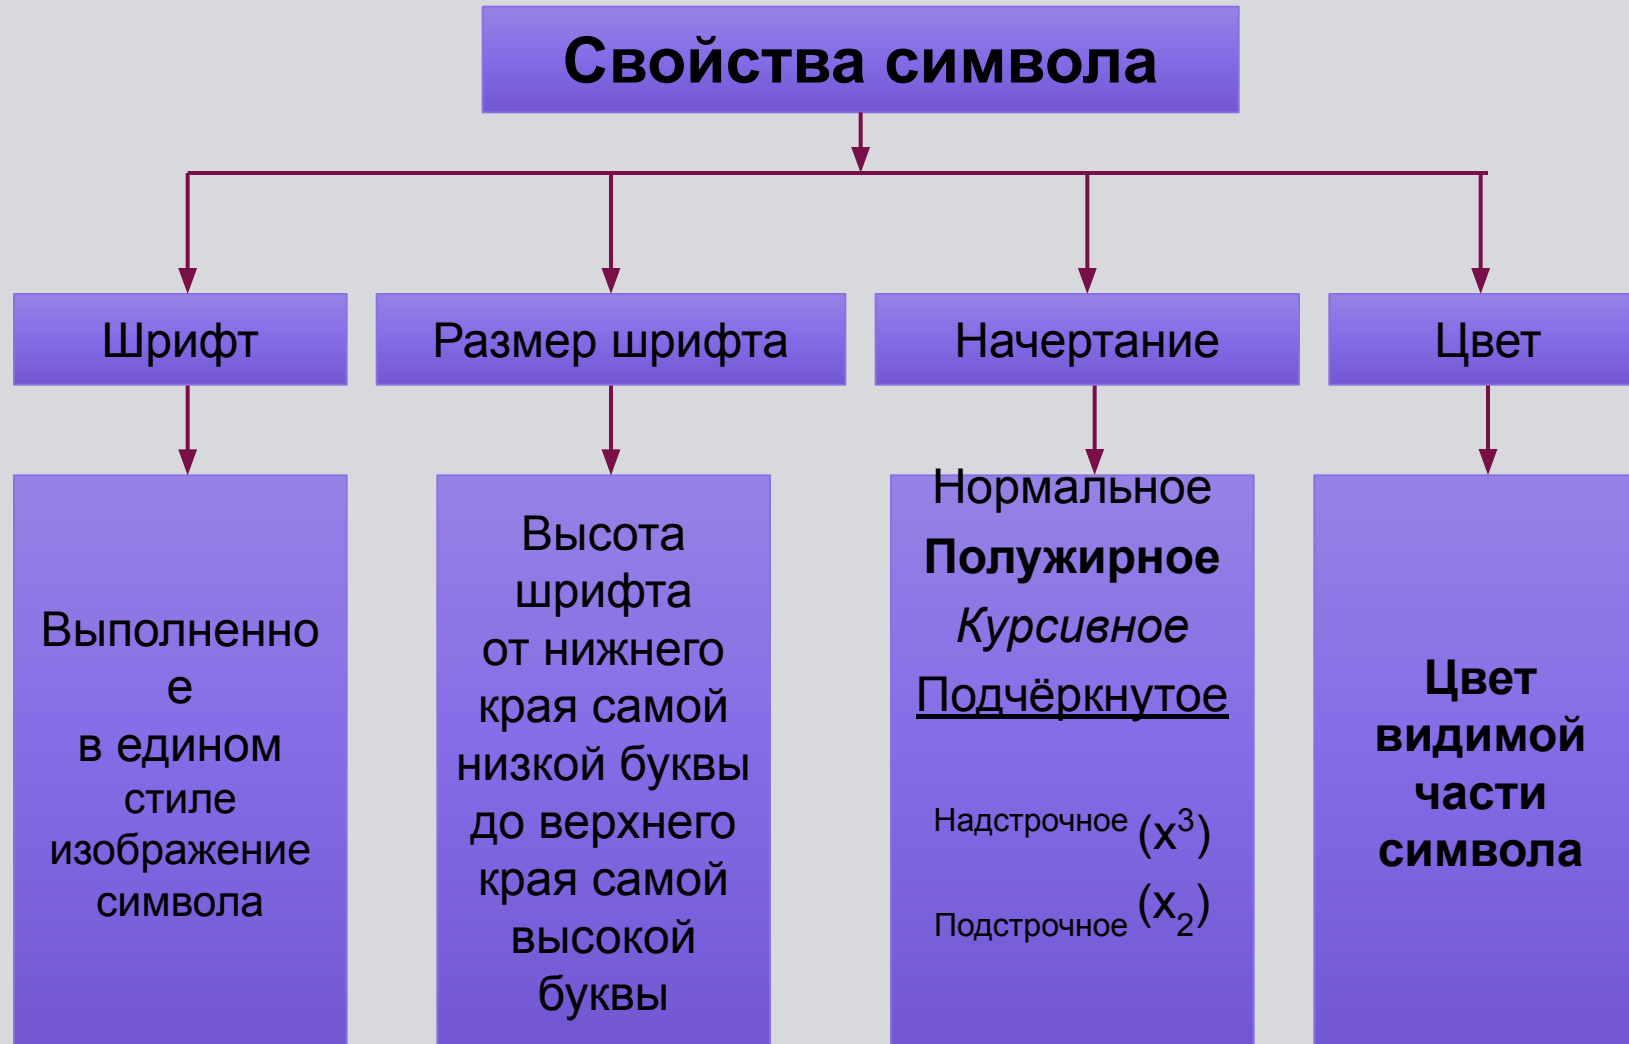 Свойства символа
Шрифт
Размер шрифта
Начертание
Цвет
Выполненно
е
в едином
стиле
изображение
символа
Высота
шрифта
от нижнего
края самой
низкой буквы
до верхнего
края самой
высокой
буквы
Нормальное
Полужирное
Курсивное
Подчёркнутое
Надстрочное (x³)
Подстрочное (x₂)
Цвет
видимой
части
символа